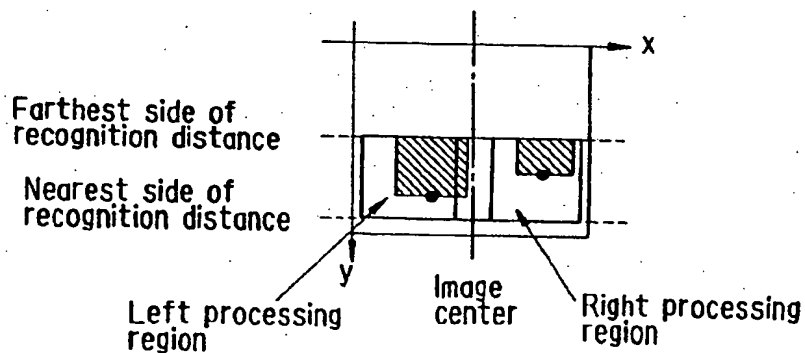 x
Farthest side of
recognition distance
Nearest side of
recognition distance
y
Left processing
region
Image
center
Right processing
region